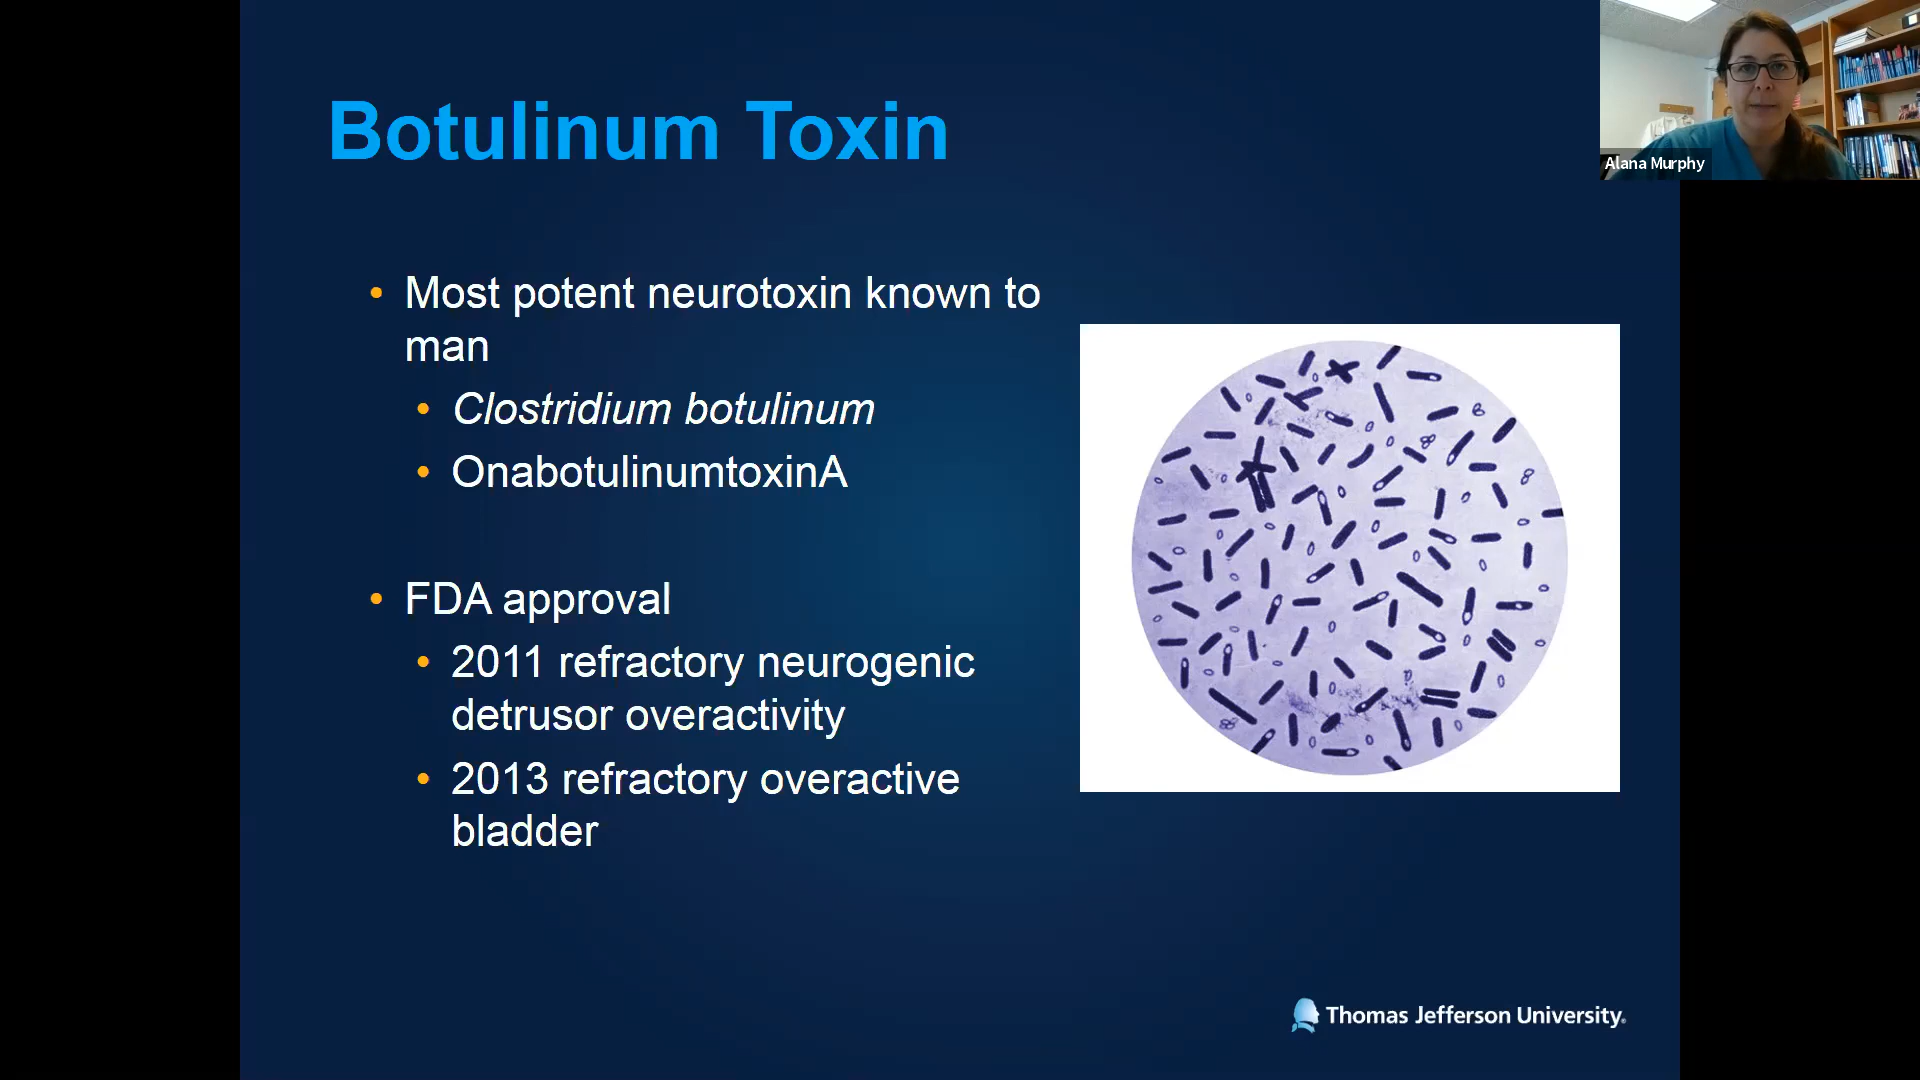 Botulinum Toxin
Alana Murphy
• Most potent neurotoxin known to
man
• Clostridium botulinum
• OnabotulinumtoxinA
• FDA approval
• 2011 refractory neurogenic
detrusor overactivity
• 2013 refractory overactive
bladder
Thomas Jefferson University®